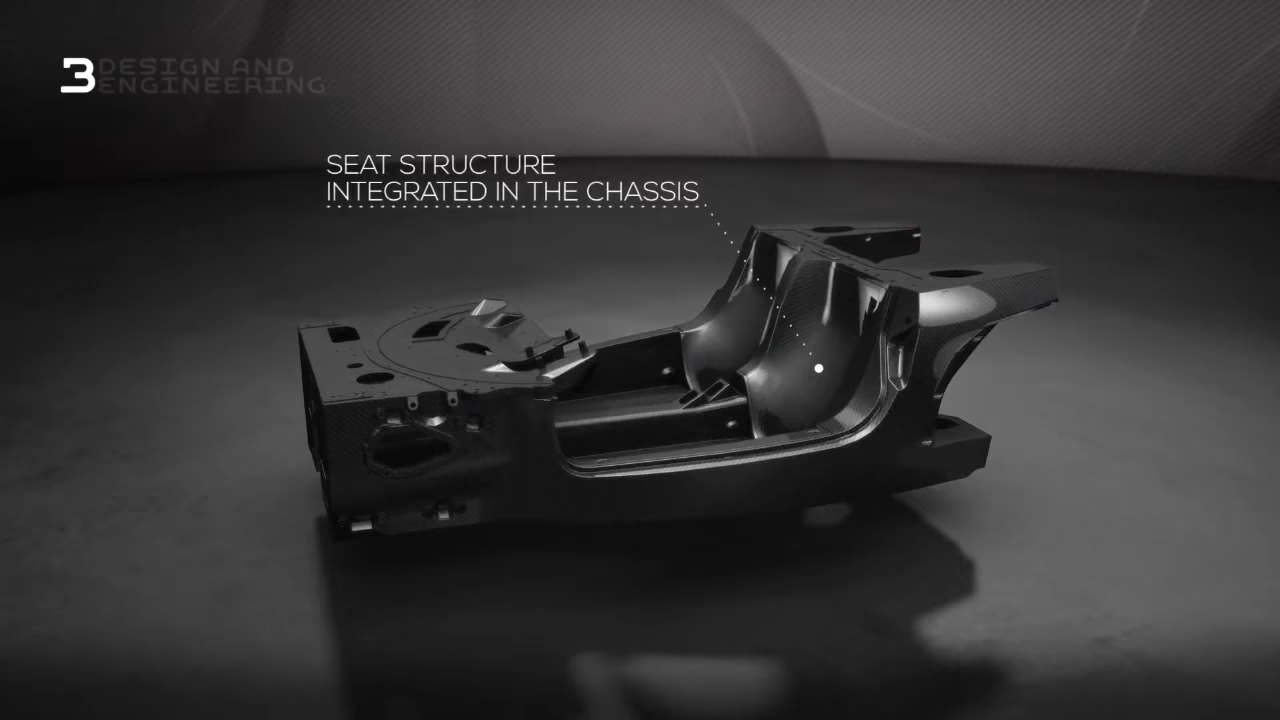 3 DESIGN AND
ENGINEERING
SEAT STRUCTURE
INTEGRATED IN THE CHASSIS